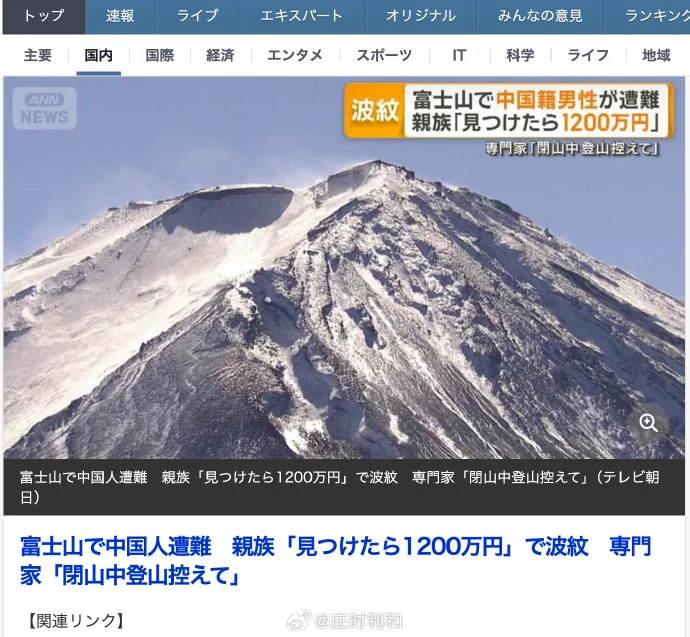 トップ 速報 ライブ エキスパート オリジナル みんなの意見 ランキング
主要 国内 国際 経済 エンタメ スポーツ IT 科学 ライフ 地域
ANN
NEWS
波紋
富士山で中国籍男性が遭難
親族「見つけたら1200万円」
専門家「閉山中登山控えて」
富士山で中国人遭難　親族「見つけたら1200万円」で波紋　専門家「閉山中登山控えて」（テレビ朝
日）
富士山で中国人遭難　親族「見つけたら1200万円」で波紋　専門
家「閉山中登山控えて」
【関連リンク】
@庄时利和